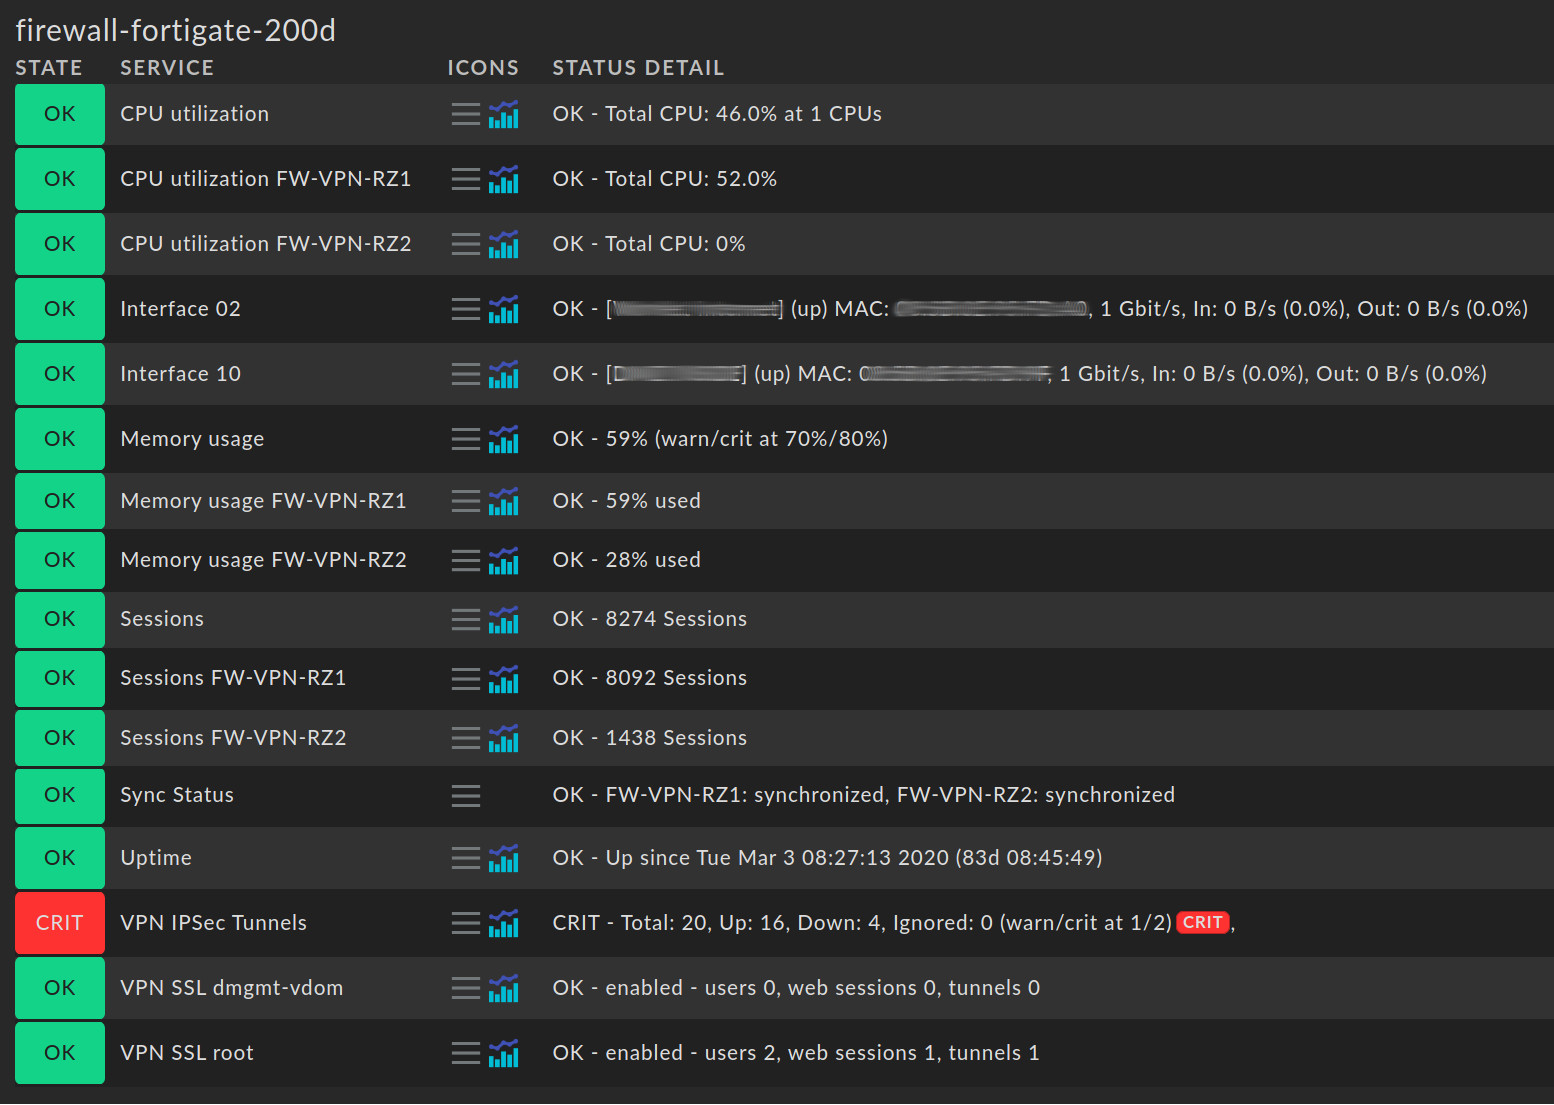 firewall-fortigate-200d
STATE SERVICE ICONS STATUS DETAIL
OK CPU utilization OK - Total CPU: 46.0% at 1 CPUs
OK CPU utilization FW-VPN-RZ1 OK - Total CPU: 52.0%
OK CPU utilization FW-VPN-RZ2 OK - Total CPU: 0%
OK Interface 02 OK - [ ] (up) MAC: , 1 Gbit/s, In: 0 B/s (0.0%), Out: 0 B/s (0.0%)
OK Interface 10 OK - [ ] (up) MAC: , 1 Gbit/s, In: 0 B/s (0.0%), Out: 0 B/s (0.0%)
OK Memory usage OK - 59% (warn/crit at 70%/80%)
OK Memory usage FW-VPN-RZ1 OK - 59% used
OK Memory usage FW-VPN-RZ2 OK - 28% used
OK Sessions OK - 8274 Sessions
OK Sessions FW-VPN-RZ1 OK - 8092 Sessions
OK Sessions FW-VPN-RZ2 OK - 1438 Sessions
OK Sync Status OK - FW-VPN-RZ1: synchronized, FW-VPN-RZ2: synchronized
OK Uptime OK - Up since Tue Mar 3 08:27:13 2020 (83d 08:45:49)
CRIT VPN IPSec Tunnels CRIT - Total: 20, Up: 16, Down: 4, Ignored: 0 (warn/crit at 1/2) CRIT,
OK VPN SSL dmgmt-vdom OK - enabled - users 0, web sessions 0, tunnels 0
OK VPN SSL root OK - enabled - users 2, web sessions 1, tunnels 1